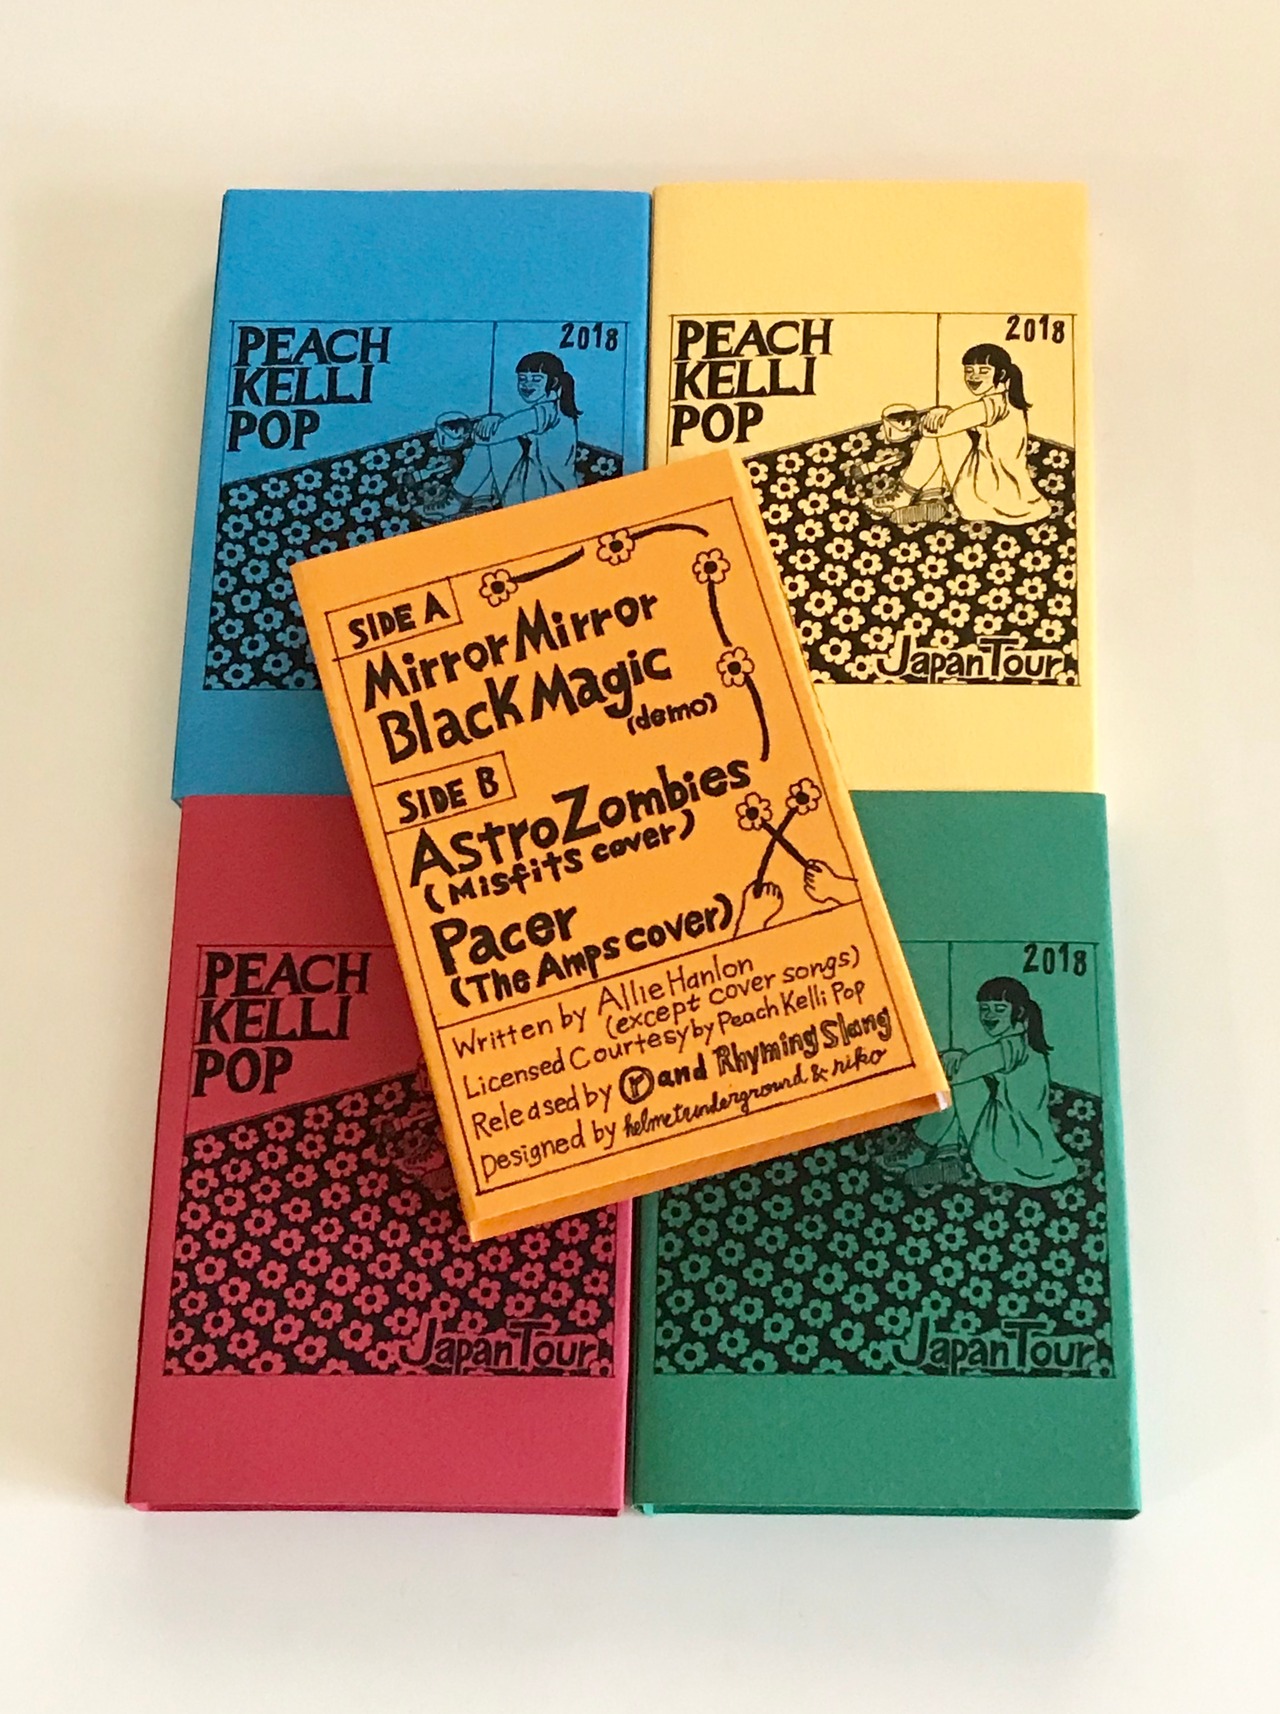 PEACH
KELLI
POP
2018
PEACH
KELLI
POP
2018
Japan Tour
SIDE A
Mirror Mirror
Black Magic
(demo)
SIDE B
Astro Zombies
(Misfits cover)
Pacer
(The Amps cover)
Written by Allie Hanlon
(except cover songs)
Licensed Courtesy by Peach Kelli Pop
Released by r and Rhyming Slang
Designed by helmetunderground & niko
PEACH
KELLI
POP
Japan Tour
2018
Japan Tour